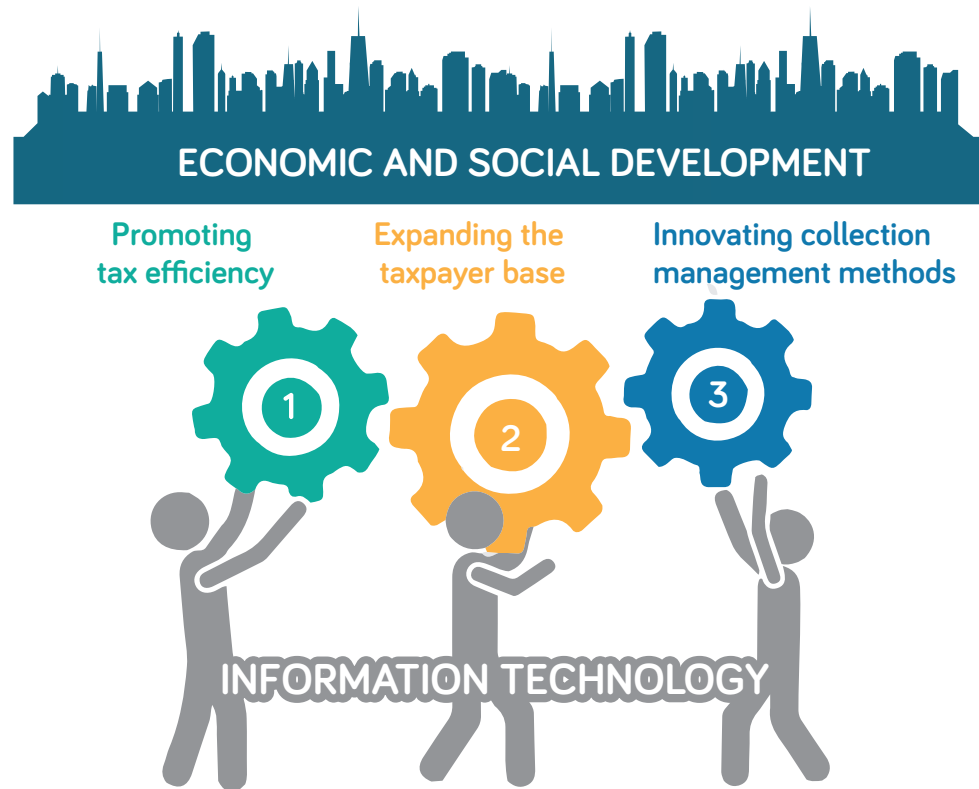 ECONOMIC AND SOCIAL DEVELOPMENT
Promoting
tax efficiency
Expanding the
taxpayer base
Innovating collection
management methods
1
2
3
INFORMATION TECHNOLOGY